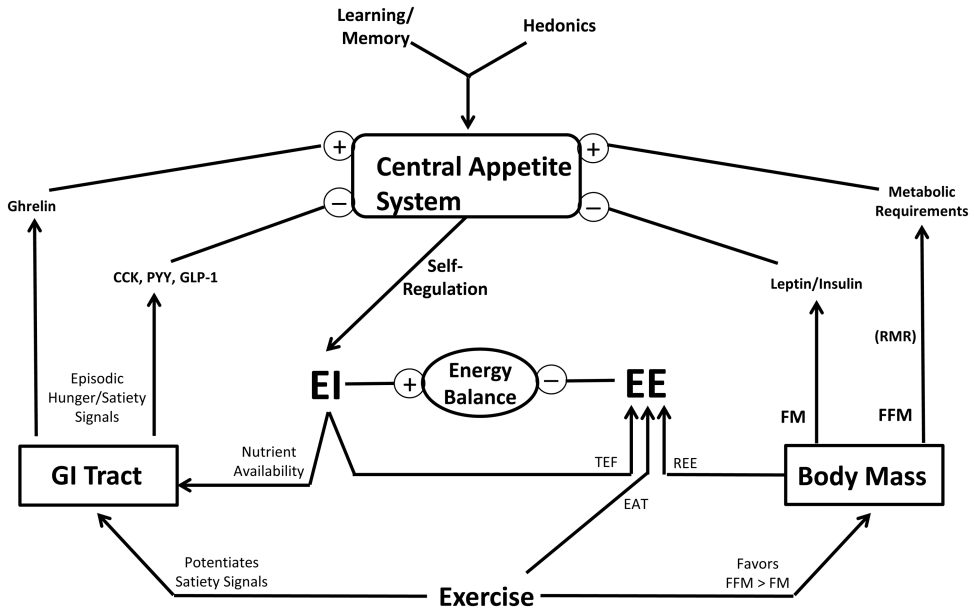 Learning/
Memory
Hedonics
+
+
Central Appetite
System
−
−
Ghrelin
Metabolic
Requirements
CCK, PYY, GLP-1
Self-
Regulation
Leptin/Insulin
(RMR)
Episodic
Hunger/Satiety
Signals
EI
+
Energy
Balance
−
EE
FM
FFM
GI Tract
Nutrient
Availability
TEF
REE
Body Mass
EAT
Potentiates
Satiety Signals
Exercise
Favors
FFM > FM